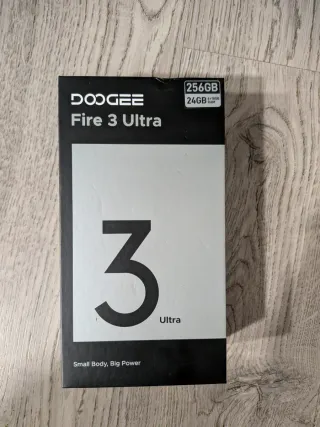 DOOGEE
256GB
24GB
Fire 3 Ultra
3
Ultra
Small Body, Big Power